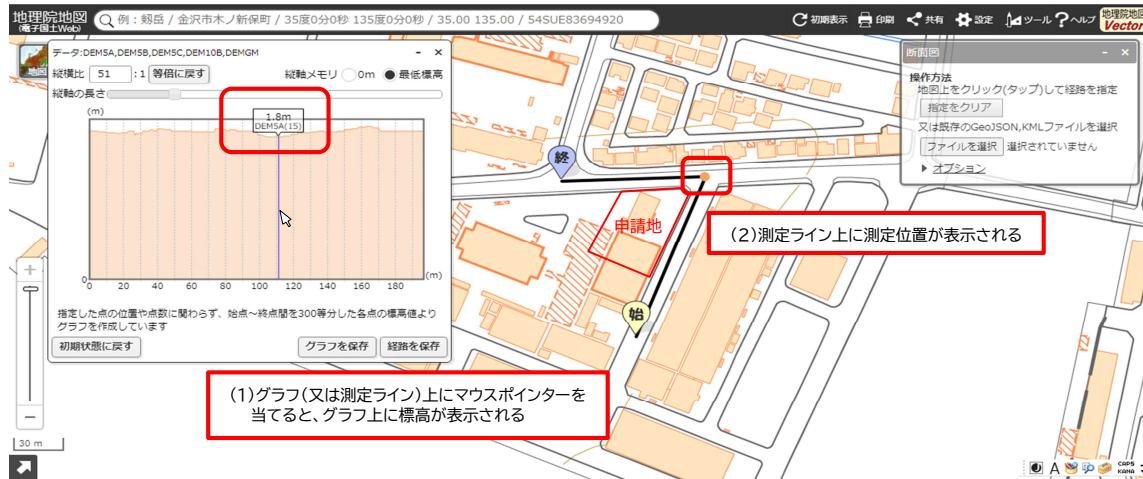 地理院地図
(電子国土Web)
例：剱岳 / 金沢市木ノ新保町 / 35度0分0秒 135度0分0秒 / 35.00 135.00 / 54SUE83694920
初期表示 印刷 共有 設定 ツール ヘルプ
地理院地図
Vector
地図
データ:DEM5A,DEM5B,DEM5C,DEM10B,DEMGM
- ×
縦横比 51 :1 等倍に戻す 縦軸メモリ 0m 最低標高
縦軸の長さ
(m)
1.8m
DEM5A(15)
0
0 20 40 60 80 100 120 140 160 180 (m)
指定した点の位置や点数に関わらず、始点～終点間を300等分した各点の標高値より
グラフを作成しています
初期状態に戻す グラフを保存 経路を保存
断面図 - ×
操作方法
地図上をクリック(タップ)して経路を指定
指定をクリア
又は既存のGeoJSON,KMLファイルを選択
ファイルを選択 選択されていません
▶ オプション
終
申請地
始
(2)測定ライン上に測定位置が表示される
(1)グラフ(又は測定ライン)上にマウスポインターを
当てると、グラフ上に標高が表示される
+
-
30 m
A CAPS
KANA